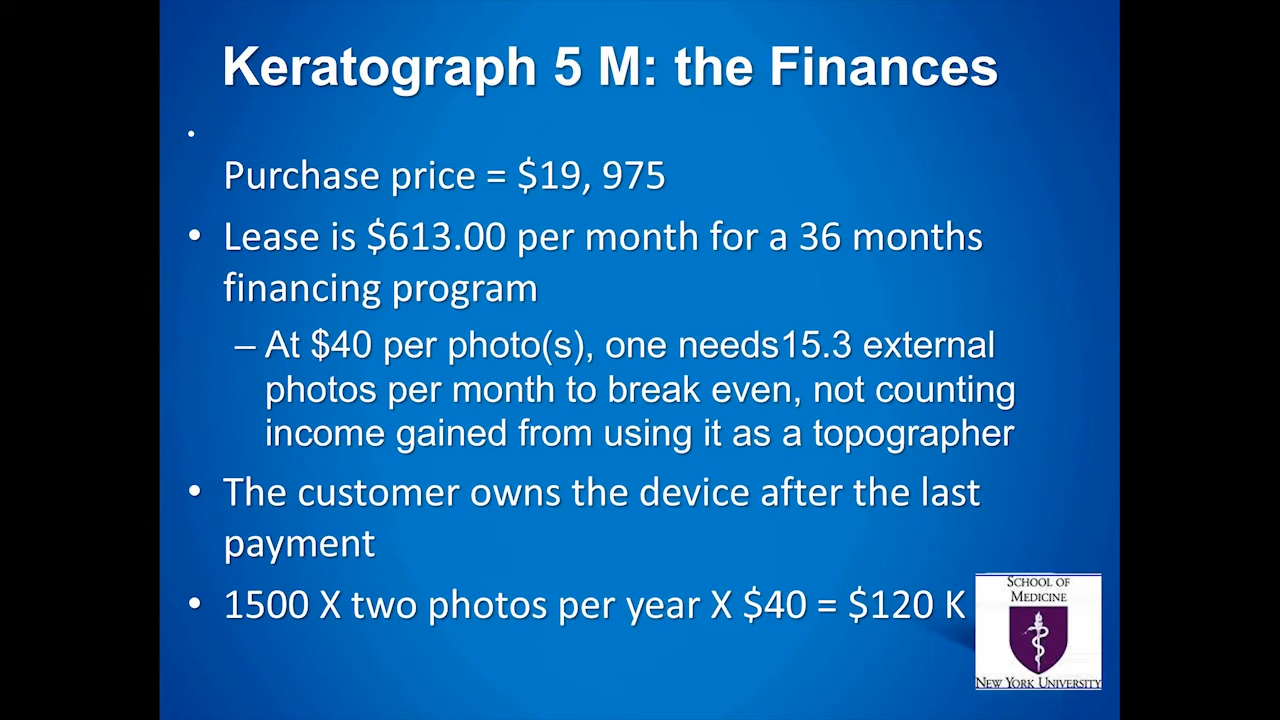 Keratograph 5 M: the Finances
•
Purchase price = $19, 975
• Lease is $613.00 per month for a 36 months
financing program
– At $40 per photo(s), one needs15.3 external
photos per month to break even, not counting
income gained from using it as a topographer
• The customer owns the device after the last
payment
• 1500 X two photos per year X $40 = $120 K
SCHOOL OF
MEDICINE
NEW YORK UNIVERSITY